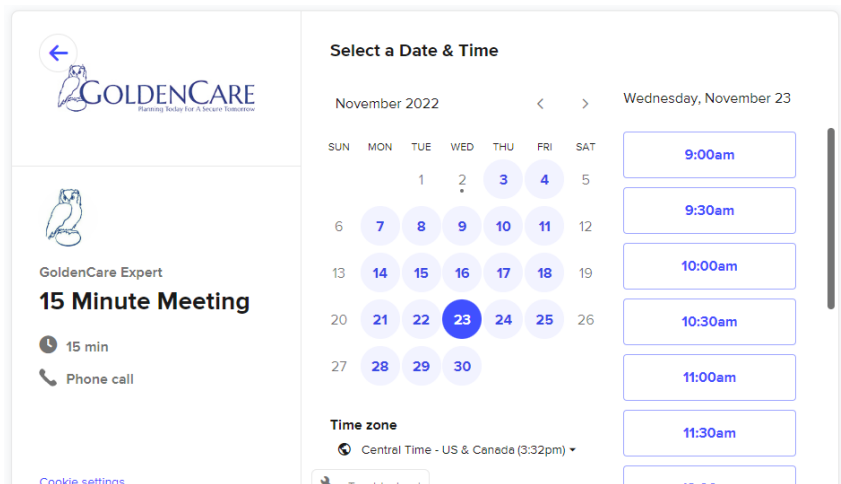 GOLDENCARE
Planning Today For A Secure Tomorrow
GoldenCare Expert
15 Minute Meeting
15 min
Phone call
Cookie settings
Select a Date & Time
November 2022
SUN MON TUE WED THU FRI SAT
1 2 3 4 5
6 7 8 9 10 11 12
13 14 15 16 17 18 19
20 21 22 23 24 25 26
27 28 29 30
Time zone
Central Time - US & Canada (3:32pm)
Wednesday, November 23
9:00am
9:30am
10:00am
10:30am
11:00am
11:30am